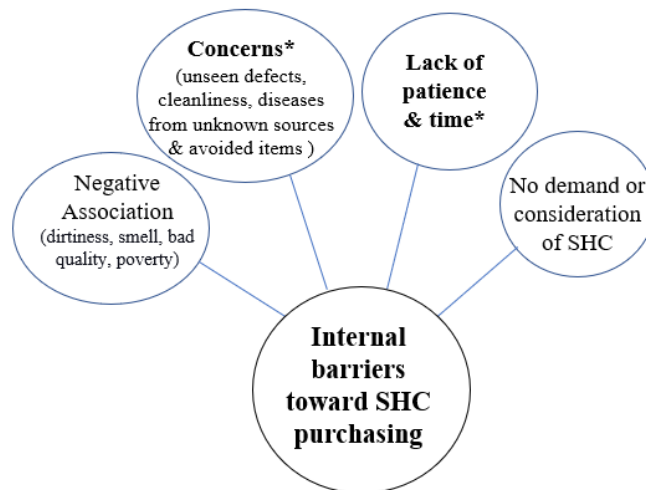 Concerns*
(unseen defects,
cleanliness, diseases
from unknown sources
& avoided items )
Lack of
patience
& time*
Negative
Association
(dirtiness, smell, bad
quality, poverty)
No demand or
consideration
of SHC
Internal
barriers
toward SHC
purchasing